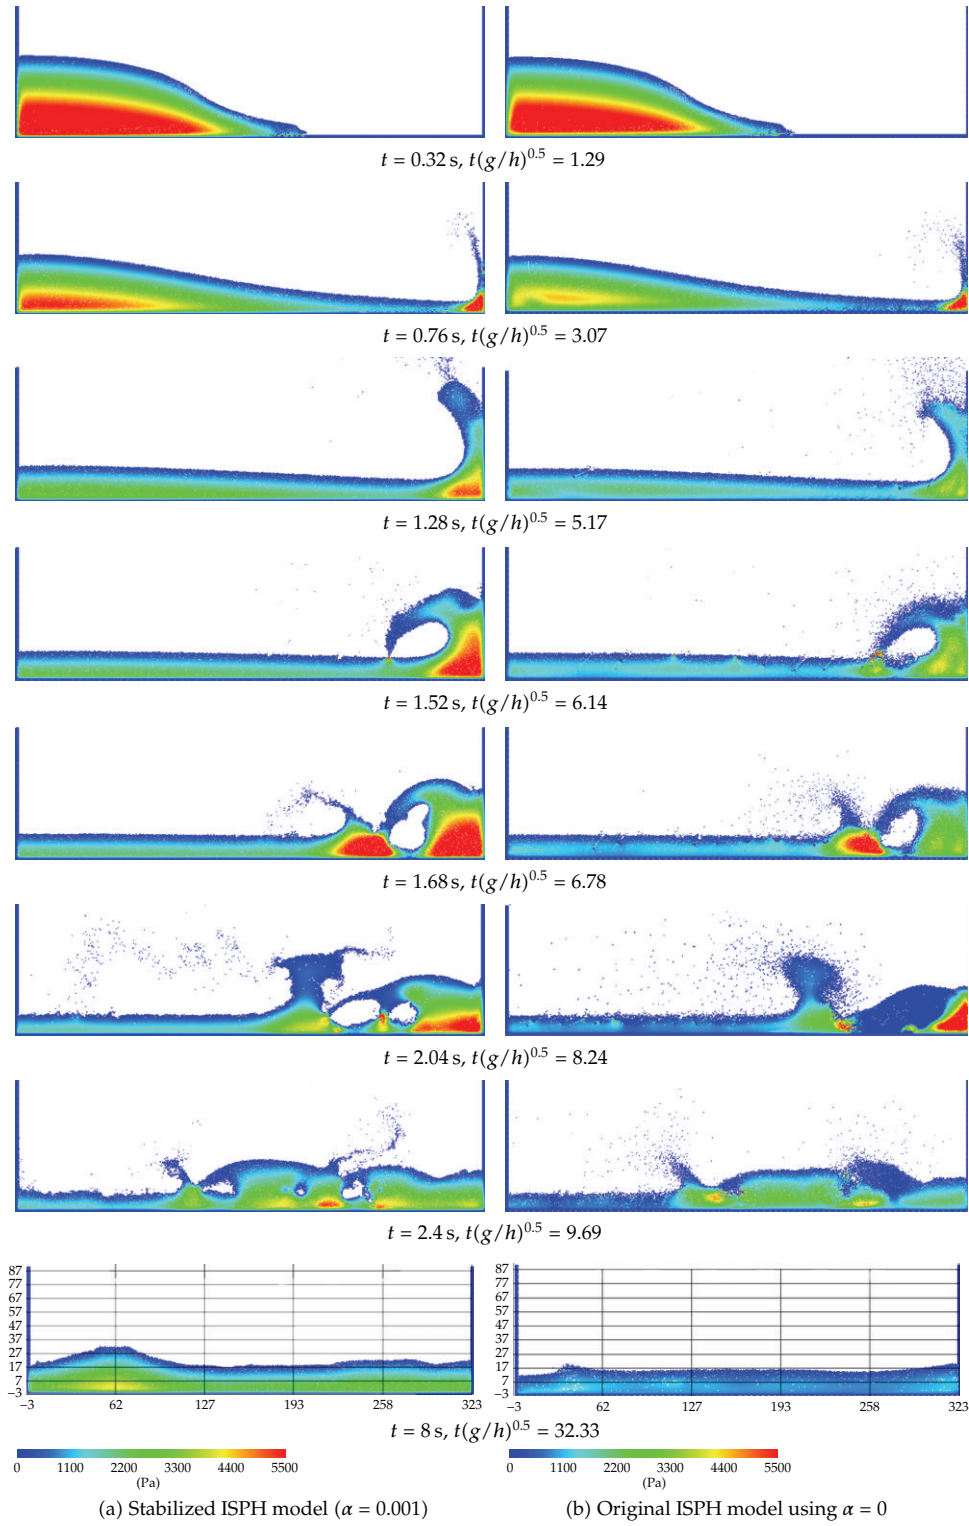 t = 0.32 s, t(g/h)^0.5 = 1.29
t = 0.76 s, t(g/h)^0.5 = 3.07
t = 1.28 s, t(g/h)^0.5 = 5.17
t = 1.52 s, t(g/h)^0.5 = 6.14
t = 1.68 s, t(g/h)^0.5 = 6.78
t = 2.04 s, t(g/h)^0.5 = 8.24
t = 2.4 s, t(g/h)^0.5 = 9.69
87 87
77 77
67 67
57 57
47 47
37 37
27 27
17 17
7 7
−3 −3
−3 62 127 193 258 323 −3 62 127 193 258 323
t = 8 s, t(g/h)^0.5 = 32.33
0 1100 2200 3300 4400 5500 0 1100 2200 3300 4400 5500
(Pa) (Pa)
(a) Stabilized ISPH model (α = 0.001) (b) Original ISPH model using α = 0